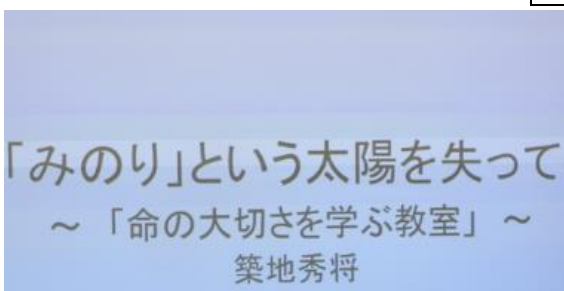 「みのり」という太陽を失って
～「命の大切さを学ぶ教室」～
築地秀将